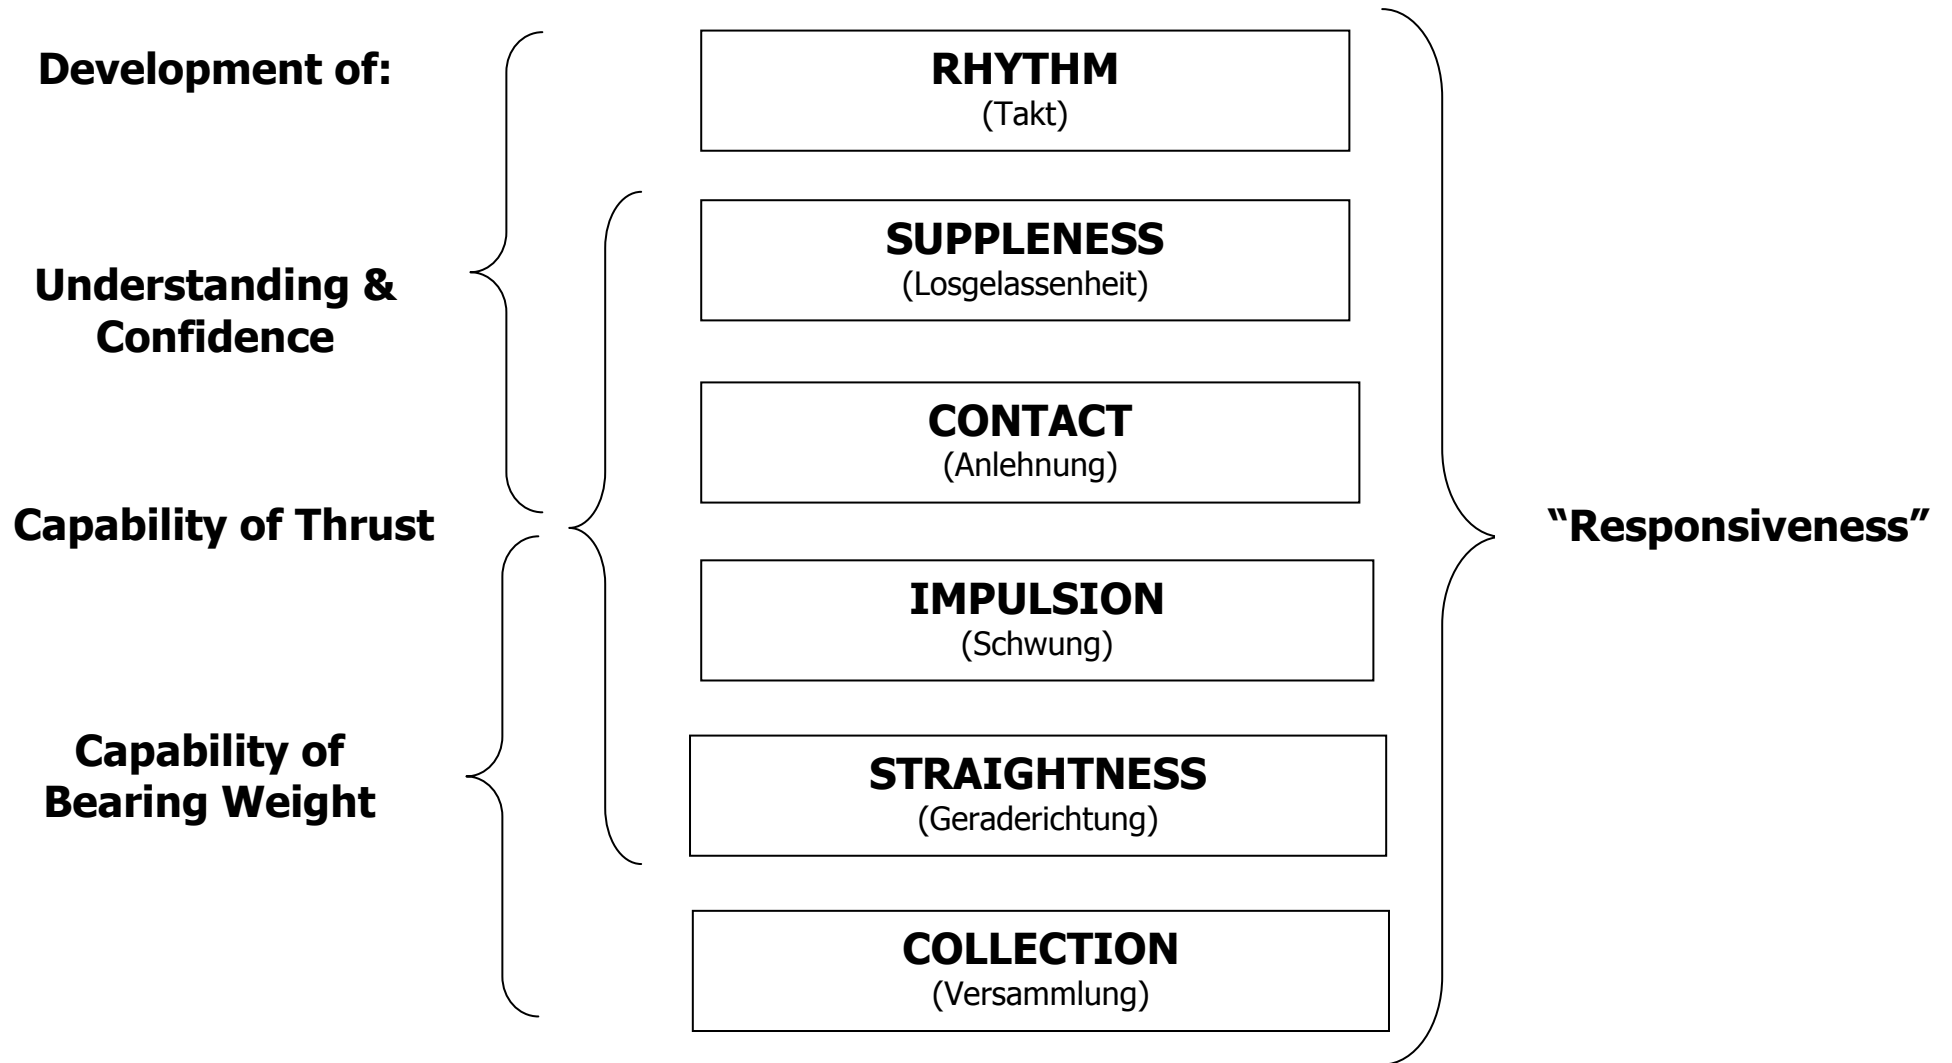 Development of:
Understanding &
Confidence
Capability of Thrust
Capability of
Bearing Weight
RHYTHM
(Takt)
SUPPLENESS
(Losgelassenheit)
CONTACT
(Anlehnung)
IMPULSION
(Schwung)
STRAIGHTNESS
(Geraderichtung)
COLLECTION
(Versammlung)
“Responsiveness”